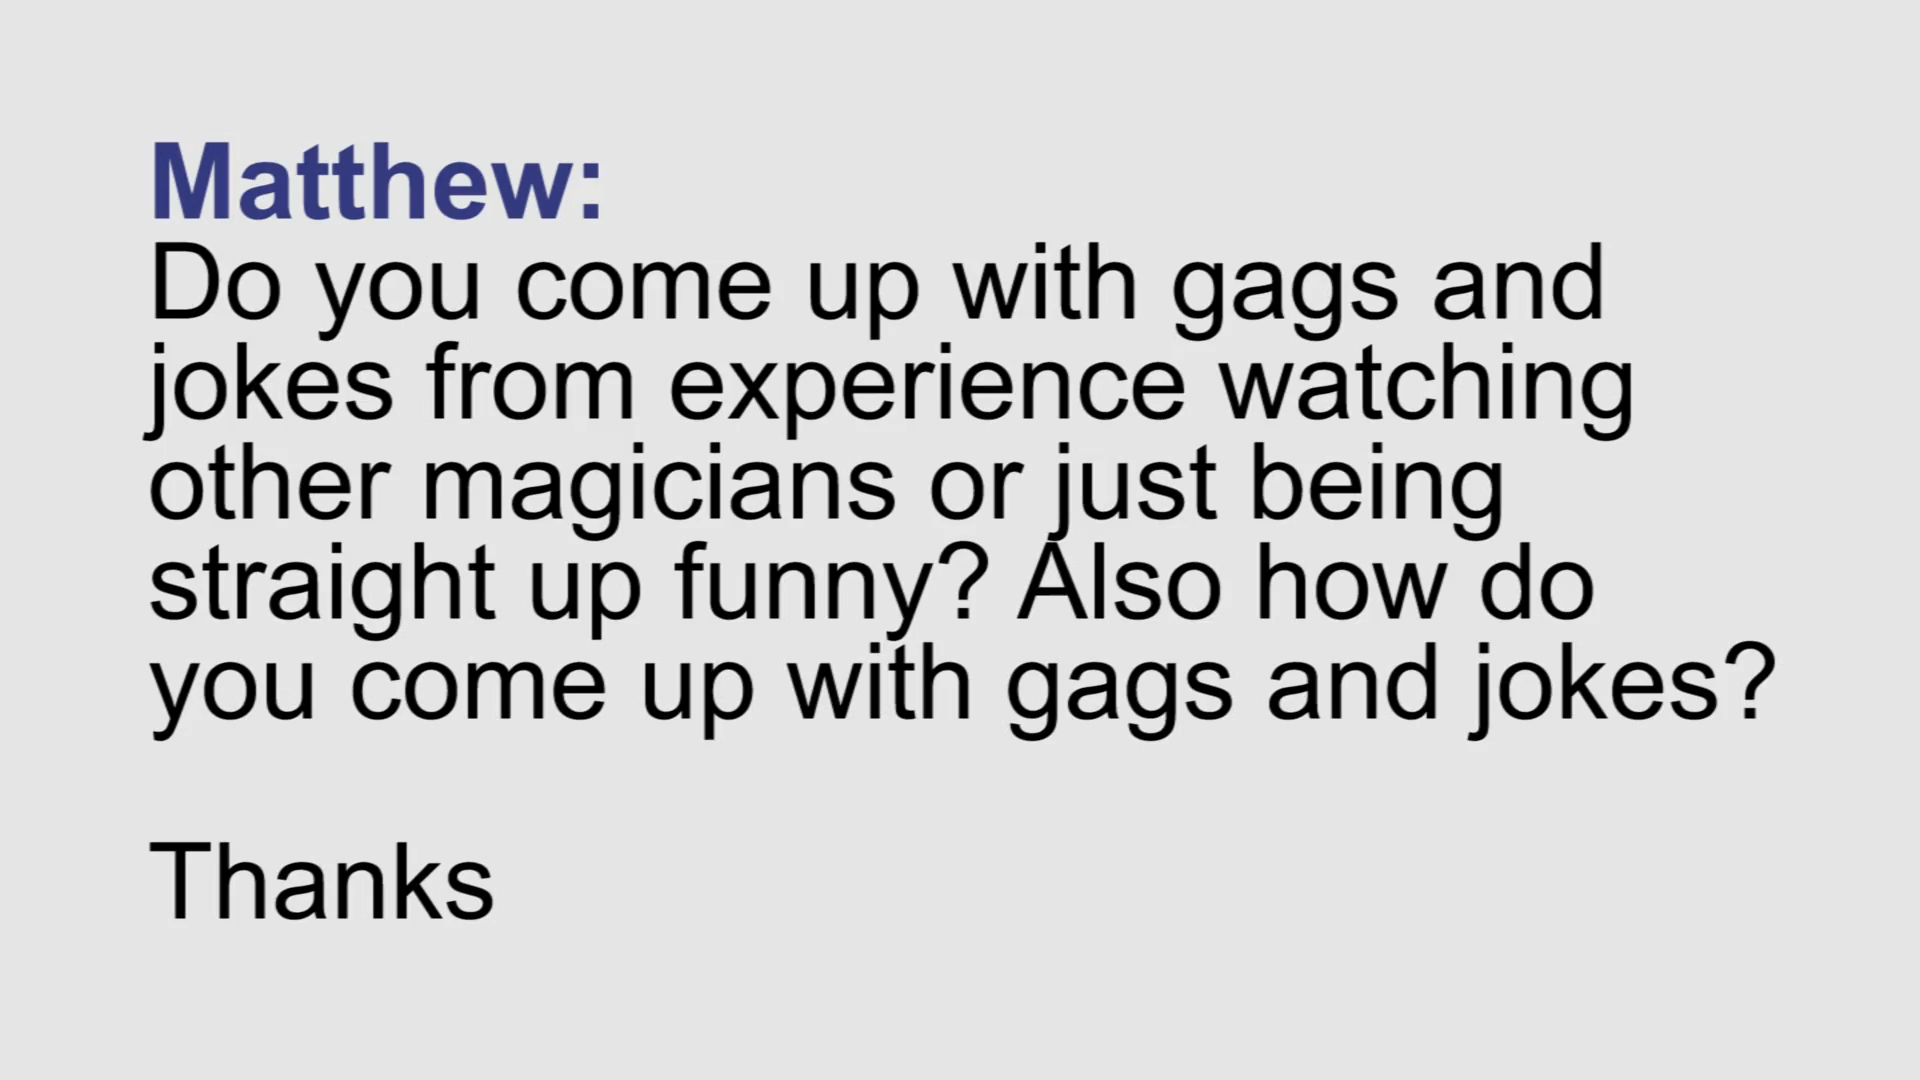 Matthew:
Do you come up with gags and
jokes from experience watching
other magicians or just being
straight up funny? Also how do
you come up with gags and jokes?
Thanks